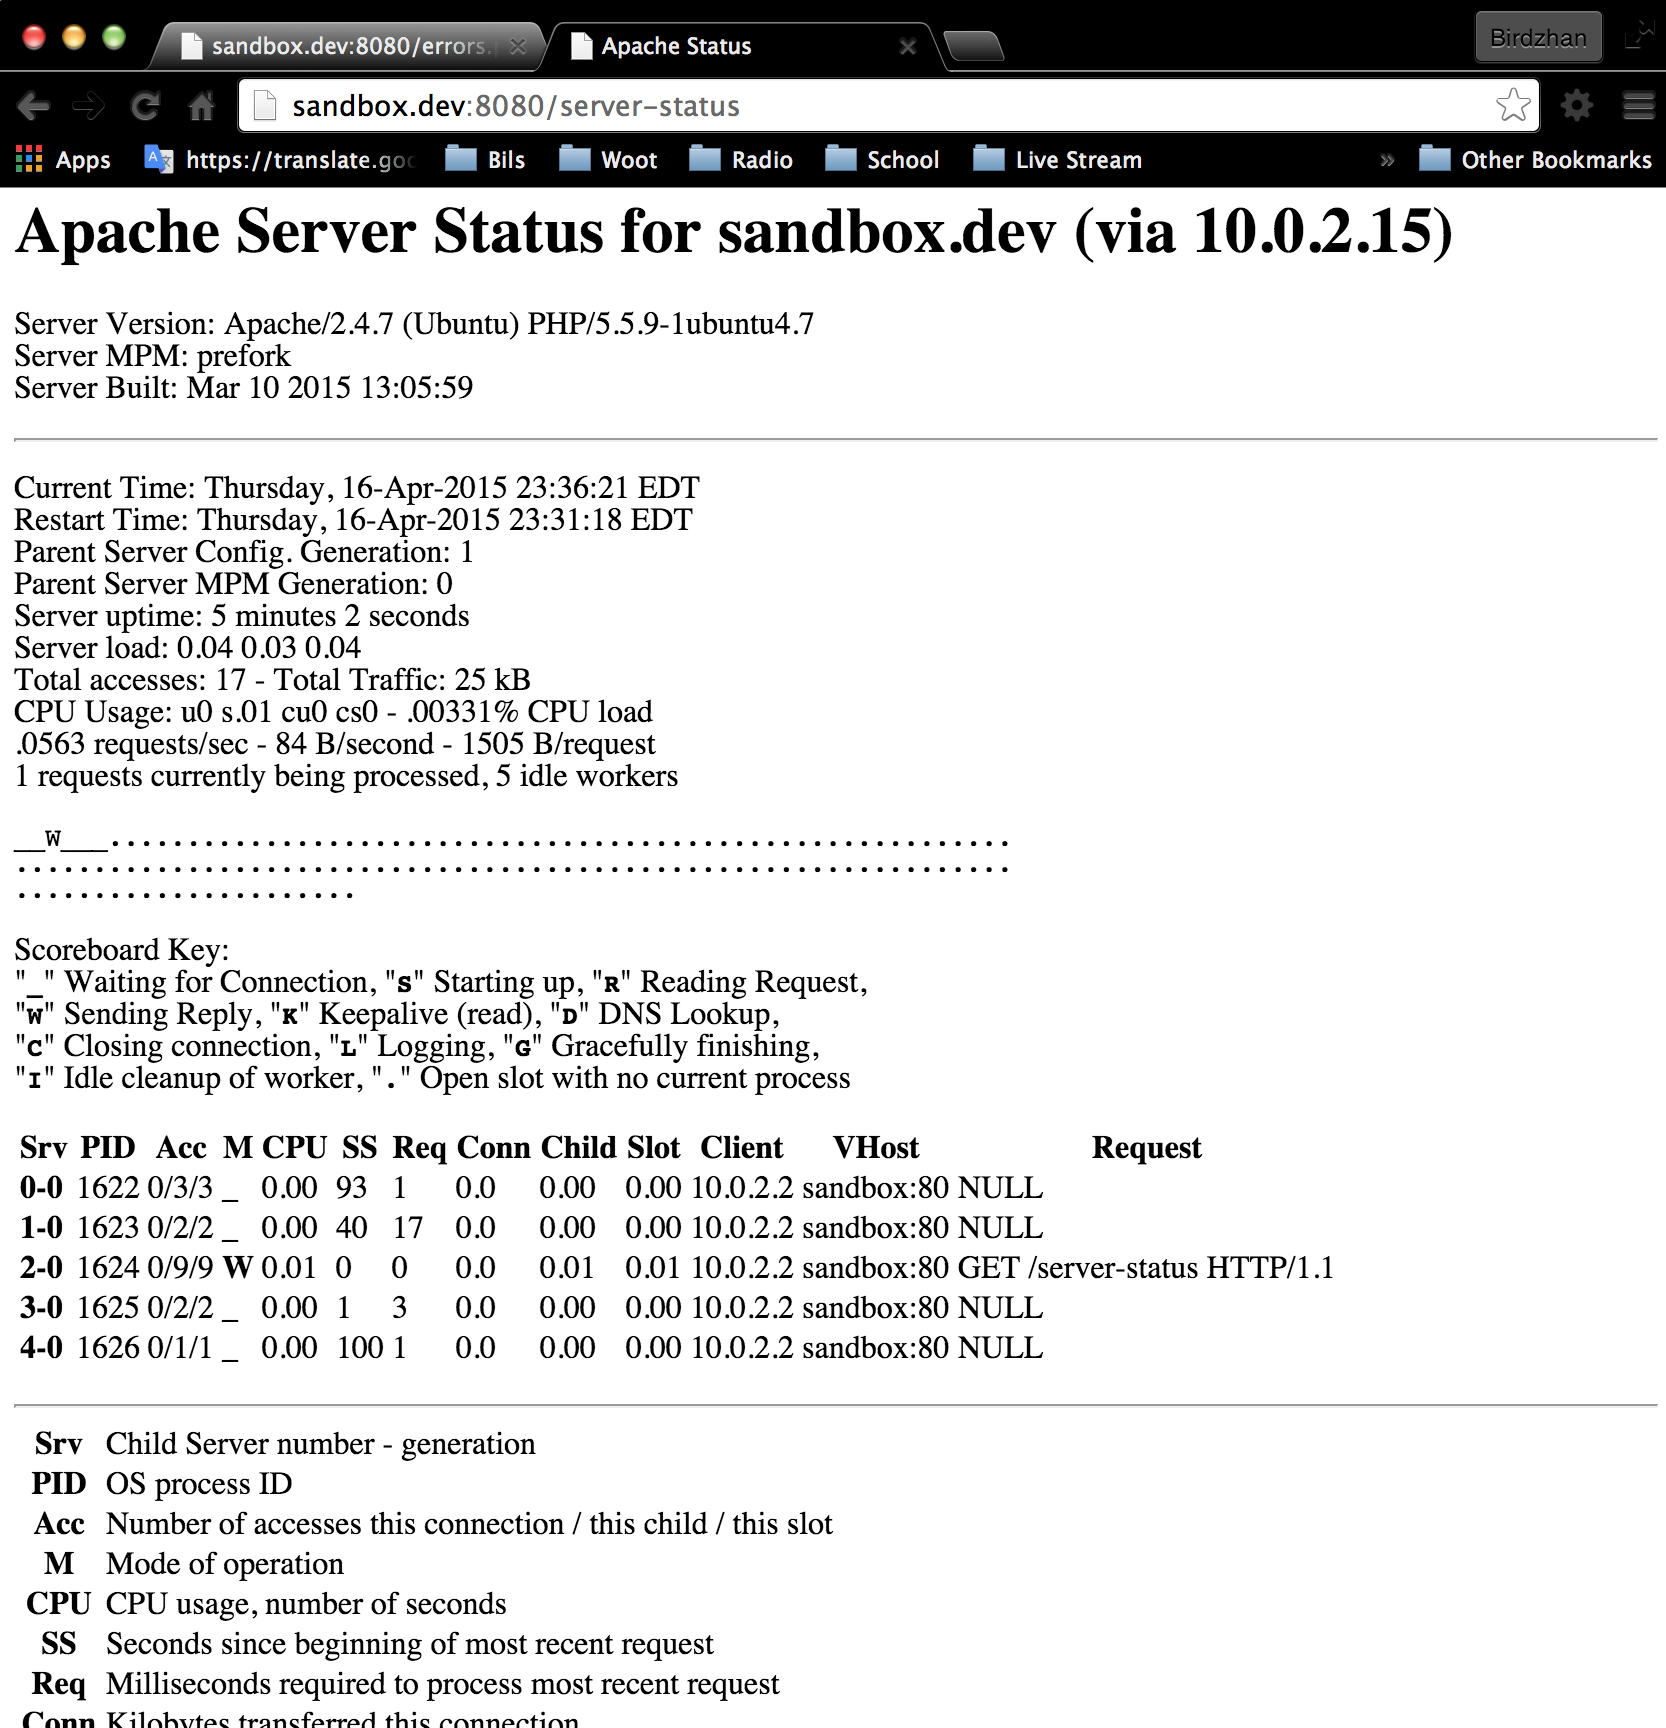 sandbox.dev:8080/errors.
Apache Status
Birdzhan
sandbox.dev:8080/server-status
Apps
https://translate.goo
Bils
Woot
Radio
School
Live Stream
»
Other Bookmarks
Apache Server Status for sandbox.dev (via 10.0.2.15)
Server Version: Apache/2.4.7 (Ubuntu) PHP/5.5.9-1ubuntu4.7
Server MPM: prefork
Server Built: Mar 10 2015 13:05:59
Current Time: Thursday, 16-Apr-2015 23:36:21 EDT
Restart Time: Thursday, 16-Apr-2015 23:31:18 EDT
Parent Server Config. Generation: 1
Parent Server MPM Generation: 0
Server uptime: 5 minutes 2 seconds
Server load: 0.04 0.03 0.04
Total accesses: 17 - Total Traffic: 25 kB
CPU Usage: u0 s.01 cu0 cs0 - .00331% CPU load
.0563 requests/sec - 84 B/second - 1505 B/request
1 requests currently being processed, 5 idle workers
__W___..........................................................
................................................................
......................
Scoreboard Key:
"_" Waiting for Connection, "S" Starting up, "R" Reading Request,
"W" Sending Reply, "K" Keepalive (read), "D" DNS Lookup,
"C" Closing connection, "L" Logging, "G" Gracefully finishing,
"I" Idle cleanup of worker, "." Open slot with no current process
Srv PID Acc M CPU SS Req Conn Child Slot Client VHost Request
0-0 1622 0/3/3 _ 0.00 93 1 0.0 0.00 0.00 10.0.2.2 sandbox:80 NULL
1-0 1623 0/2/2 _ 0.00 40 17 0.0 0.00 0.00 10.0.2.2 sandbox:80 NULL
2-0 1624 0/9/9 W 0.01 0 0 0.0 0.01 0.01 10.0.2.2 sandbox:80 GET /server-status HTTP/1.1
3-0 1625 0/2/2 _ 0.00 1 3 0.0 0.00 0.00 10.0.2.2 sandbox:80 NULL
4-0 1626 0/1/1 _ 0.00 100 1 0.0 0.00 0.00 10.0.2.2 sandbox:80 NULL
Srv Child Server number - generation
PID OS process ID
Acc Number of accesses this connection / this child / this slot
M Mode of operation
CPU CPU usage, number of seconds
SS Seconds since beginning of most recent request
Req Milliseconds required to process most recent request
Conn Kilobytes transferred this connection